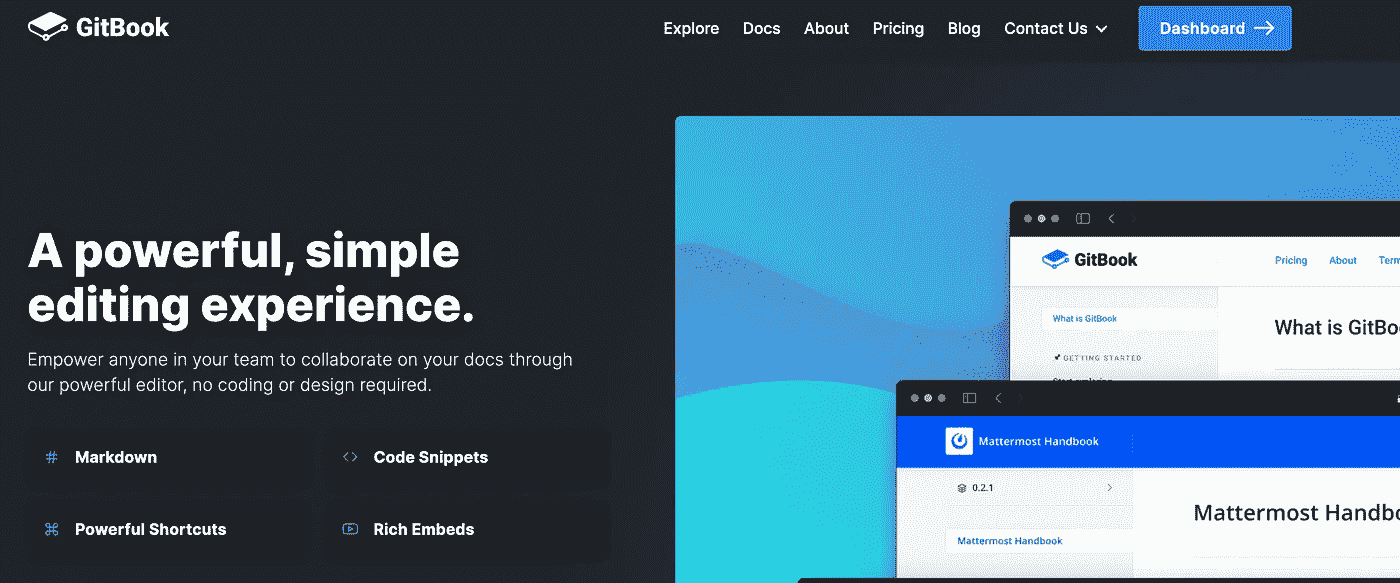 GitBook
Explore Docs About Pricing Blog Contact Us
Dashboard
A powerful, simple
editing experience.
Empower anyone in your team to collaborate on your docs through
our powerful editor, no coding or design required.
# Markdown
<> Code Snippets
⌘ Powerful Shortcuts
Rich Embeds
GitBook
Pricing About Term
What is GitBook
What is GitBo
GETTING STARTED
Mattermost Handbook
0.2.1
Mattermost Handbo
Mattermost Handbook